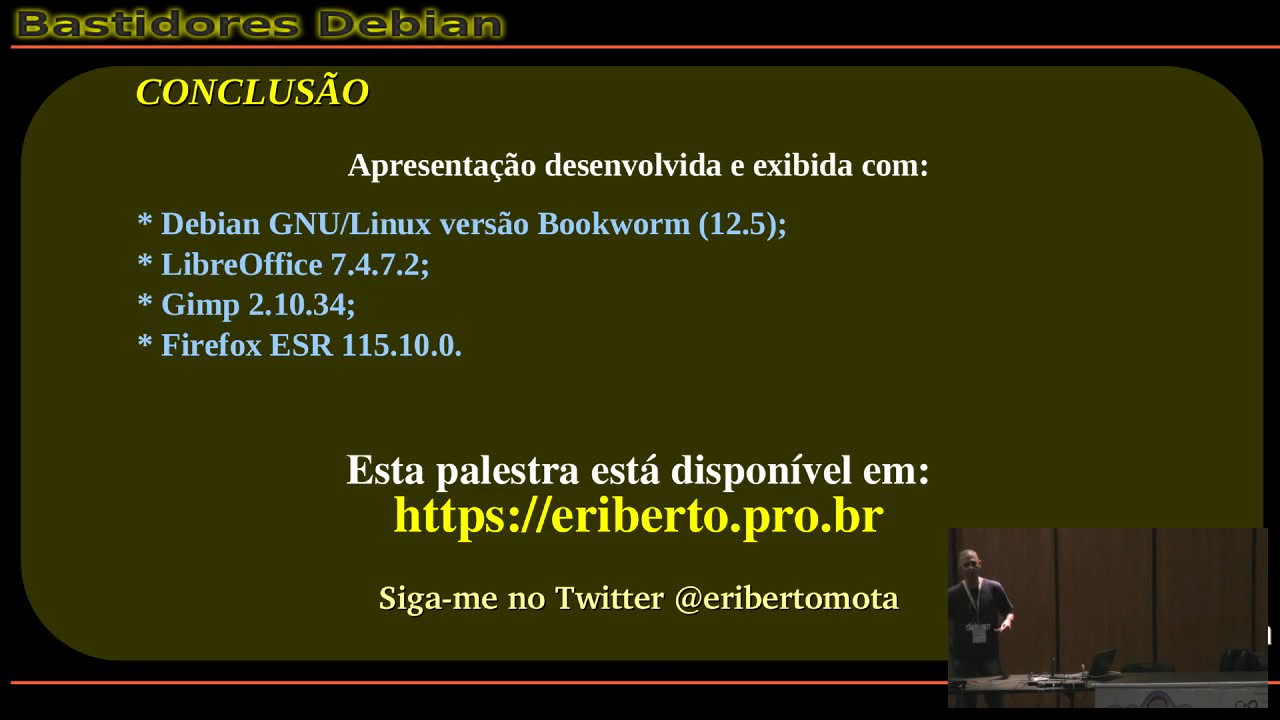 Bastidores Debian
CONCLUSÃO
Apresentação desenvolvida e exibida com:
* Debian GNU/Linux versão Bookworm (12.5);
* LibreOffice 7.4.7.2;
* Gimp 2.10.34;
* Firefox ESR 115.10.0.
Esta palestra está disponível em:
https://eriberto.pro.br
Siga-me no Twitter @eribertomota
debian